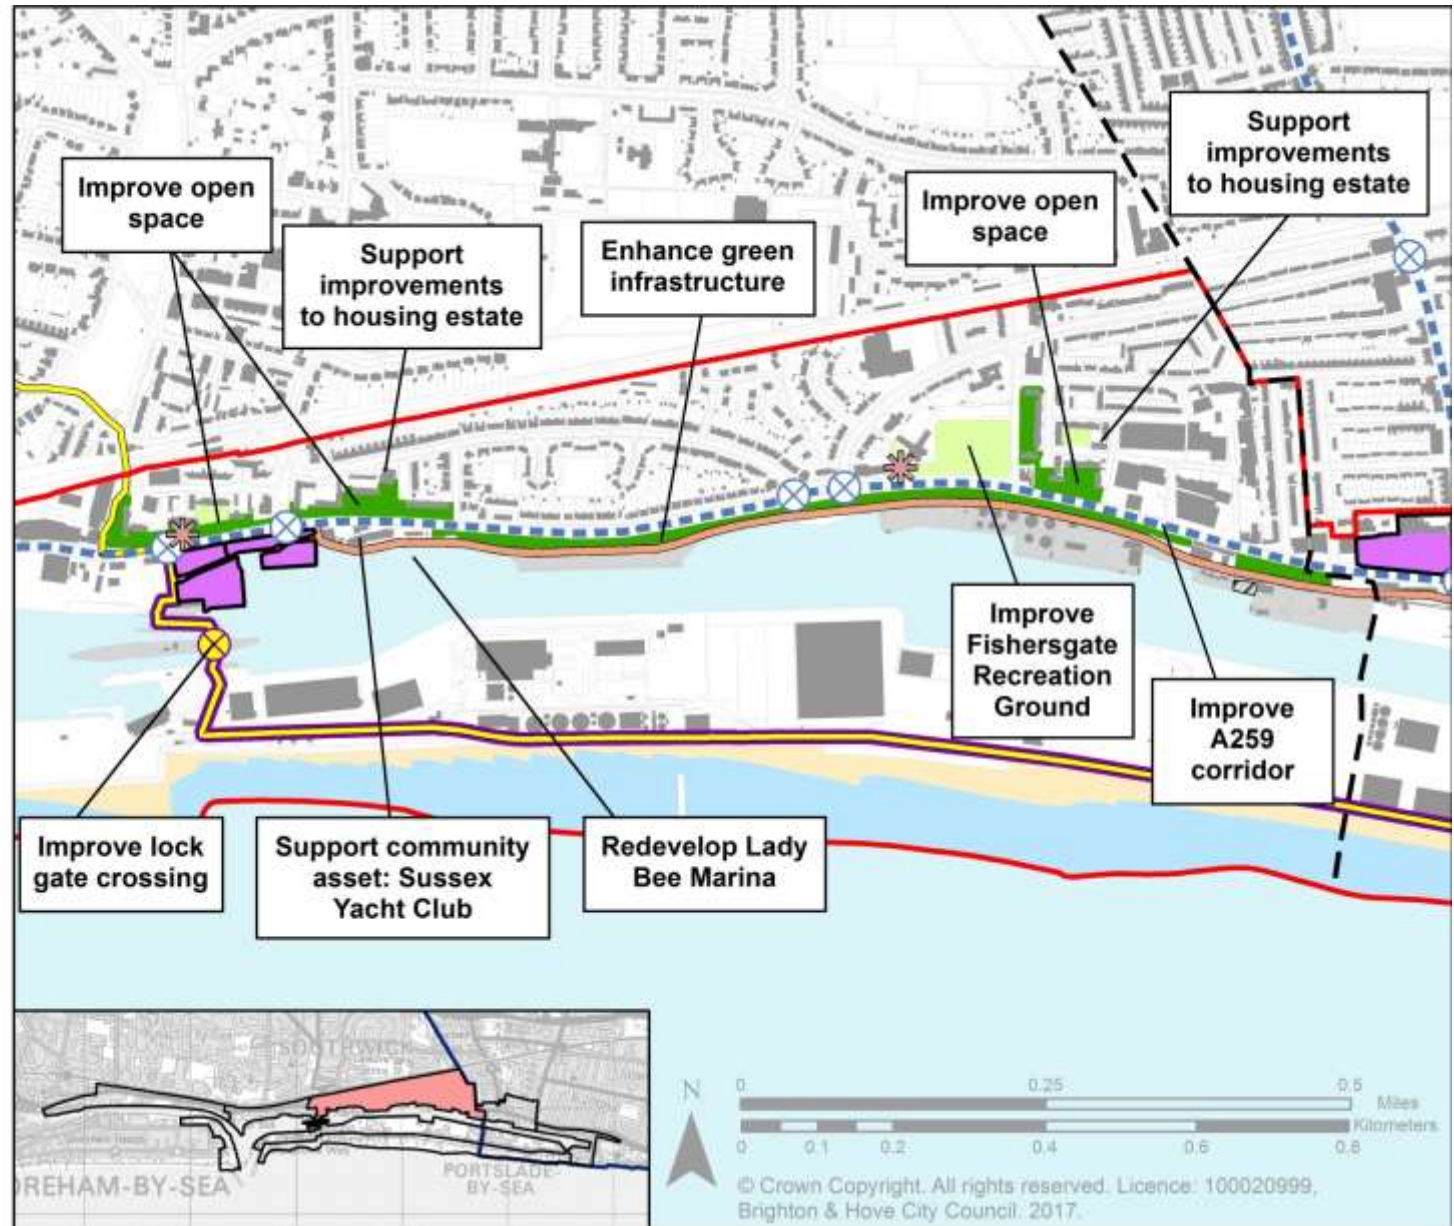 Support
improvements
to housing estate
Improve open
space
Improve open
space
Support
improvements
to housing estate
Enhance green
infrastructure
Improve
Fishersgate
Recreation
Ground
Improve
A259
corridor
Improve lock
gate crossing
Support community
asset: Sussex
Yacht Club
Redevelop Lady
Bee Marina
SOUTHWICK
OREHAM-BY-SEA
PORTSLADE
BY-SEA
N
0 0.25 0.5
Miles
Kilometers
0 0.1 0.2 0.4 0.6 0.8
© Crown Copyright. All rights reserved. Licence: 100020999,
Brighton & Hove City Council. 2017.